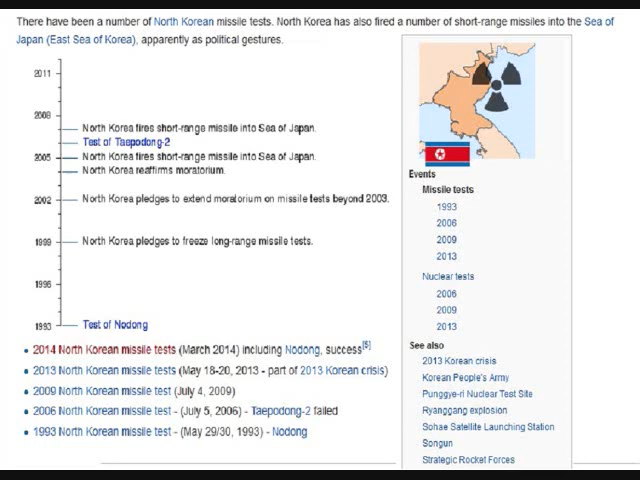 There have been a number of North Korean missile tests. North Korea has also fired a number of short-range missiles into the Sea of
Japan (East Sea of Korea), apparently as political gestures.
2011
2008
North Korea fires short-range missile into Sea of Japan.
Test of Taepodong-2
2005
North Korea fires short-range missile into Sea of Japan.
North Korea reaffirms moratorium.
2002
North Korea pledges to extend moratorium on missile tests beyond 2003.
1999
North Korea pledges to freeze long-range missile tests.
1996
1993
Test of Nodong
• 2014 North Korean missile tests (March 2014) including Nodong, success[5]
• 2013 North Korean missile tests (May 18-20, 2013 - part of 2013 Korean crisis)
• 2009 North Korean missile test (July 4, 2009)
• 2006 North Korean missile test - (July 5, 2006) - Taepodong-2 failed
• 1993 North Korean missile test - (May 29/30, 1993) - Nodong
Events
Missile tests
1993
2006
2009
2013
Nuclear tests
2006
2009
2013
See also
2013 Korean crisis
Korean People's Army
Punggye-ri Nuclear Test Site
Ryanggang explosion
Sohae Satellite Launching Station
Songun
Strategic Rocket Forces